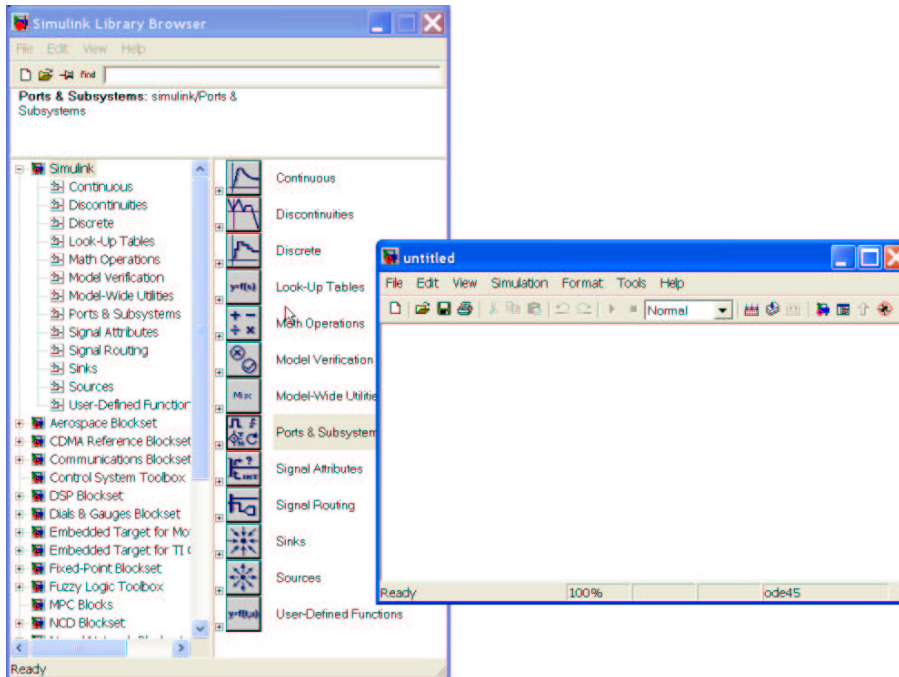 Simulink Library Browser
File Edit View Help
find
Ports & Subsystems: simulink/Ports &
Subsystems
Simulink
Continuous
Discontinuities
Discrete
Look-Up Tables
Math Operations
Model Verification
Model-Wide Utilities
Ports & Subsystems
Signal Attributes
Signal Routing
Sinks
Sources
User-Defined Function
Aerospace Blockset
CDMA Reference Blockset
Communications Blockset
Control System Toolbox
DSP Blockset
Dials & Gauges Blockset
Embedded Target for Mo
Embedded Target for TI C
Fixed-Point Blockset
Fuzzy Logic Toolbox
MPC Blocks
NCD Blockset
Continuous
Discontinuities
Discrete
y=f(u)
Look-Up Tables
Math Operations
Model Verification
Misc
Model-Wide Utilitie
Ports & Subsystem
Signal Attributes
Signal Routing
Sinks
Sources
User-Defined Functions
Ready
untitled
File Edit View Simulation Format Tools Help
Normal
Ready 100% ode45